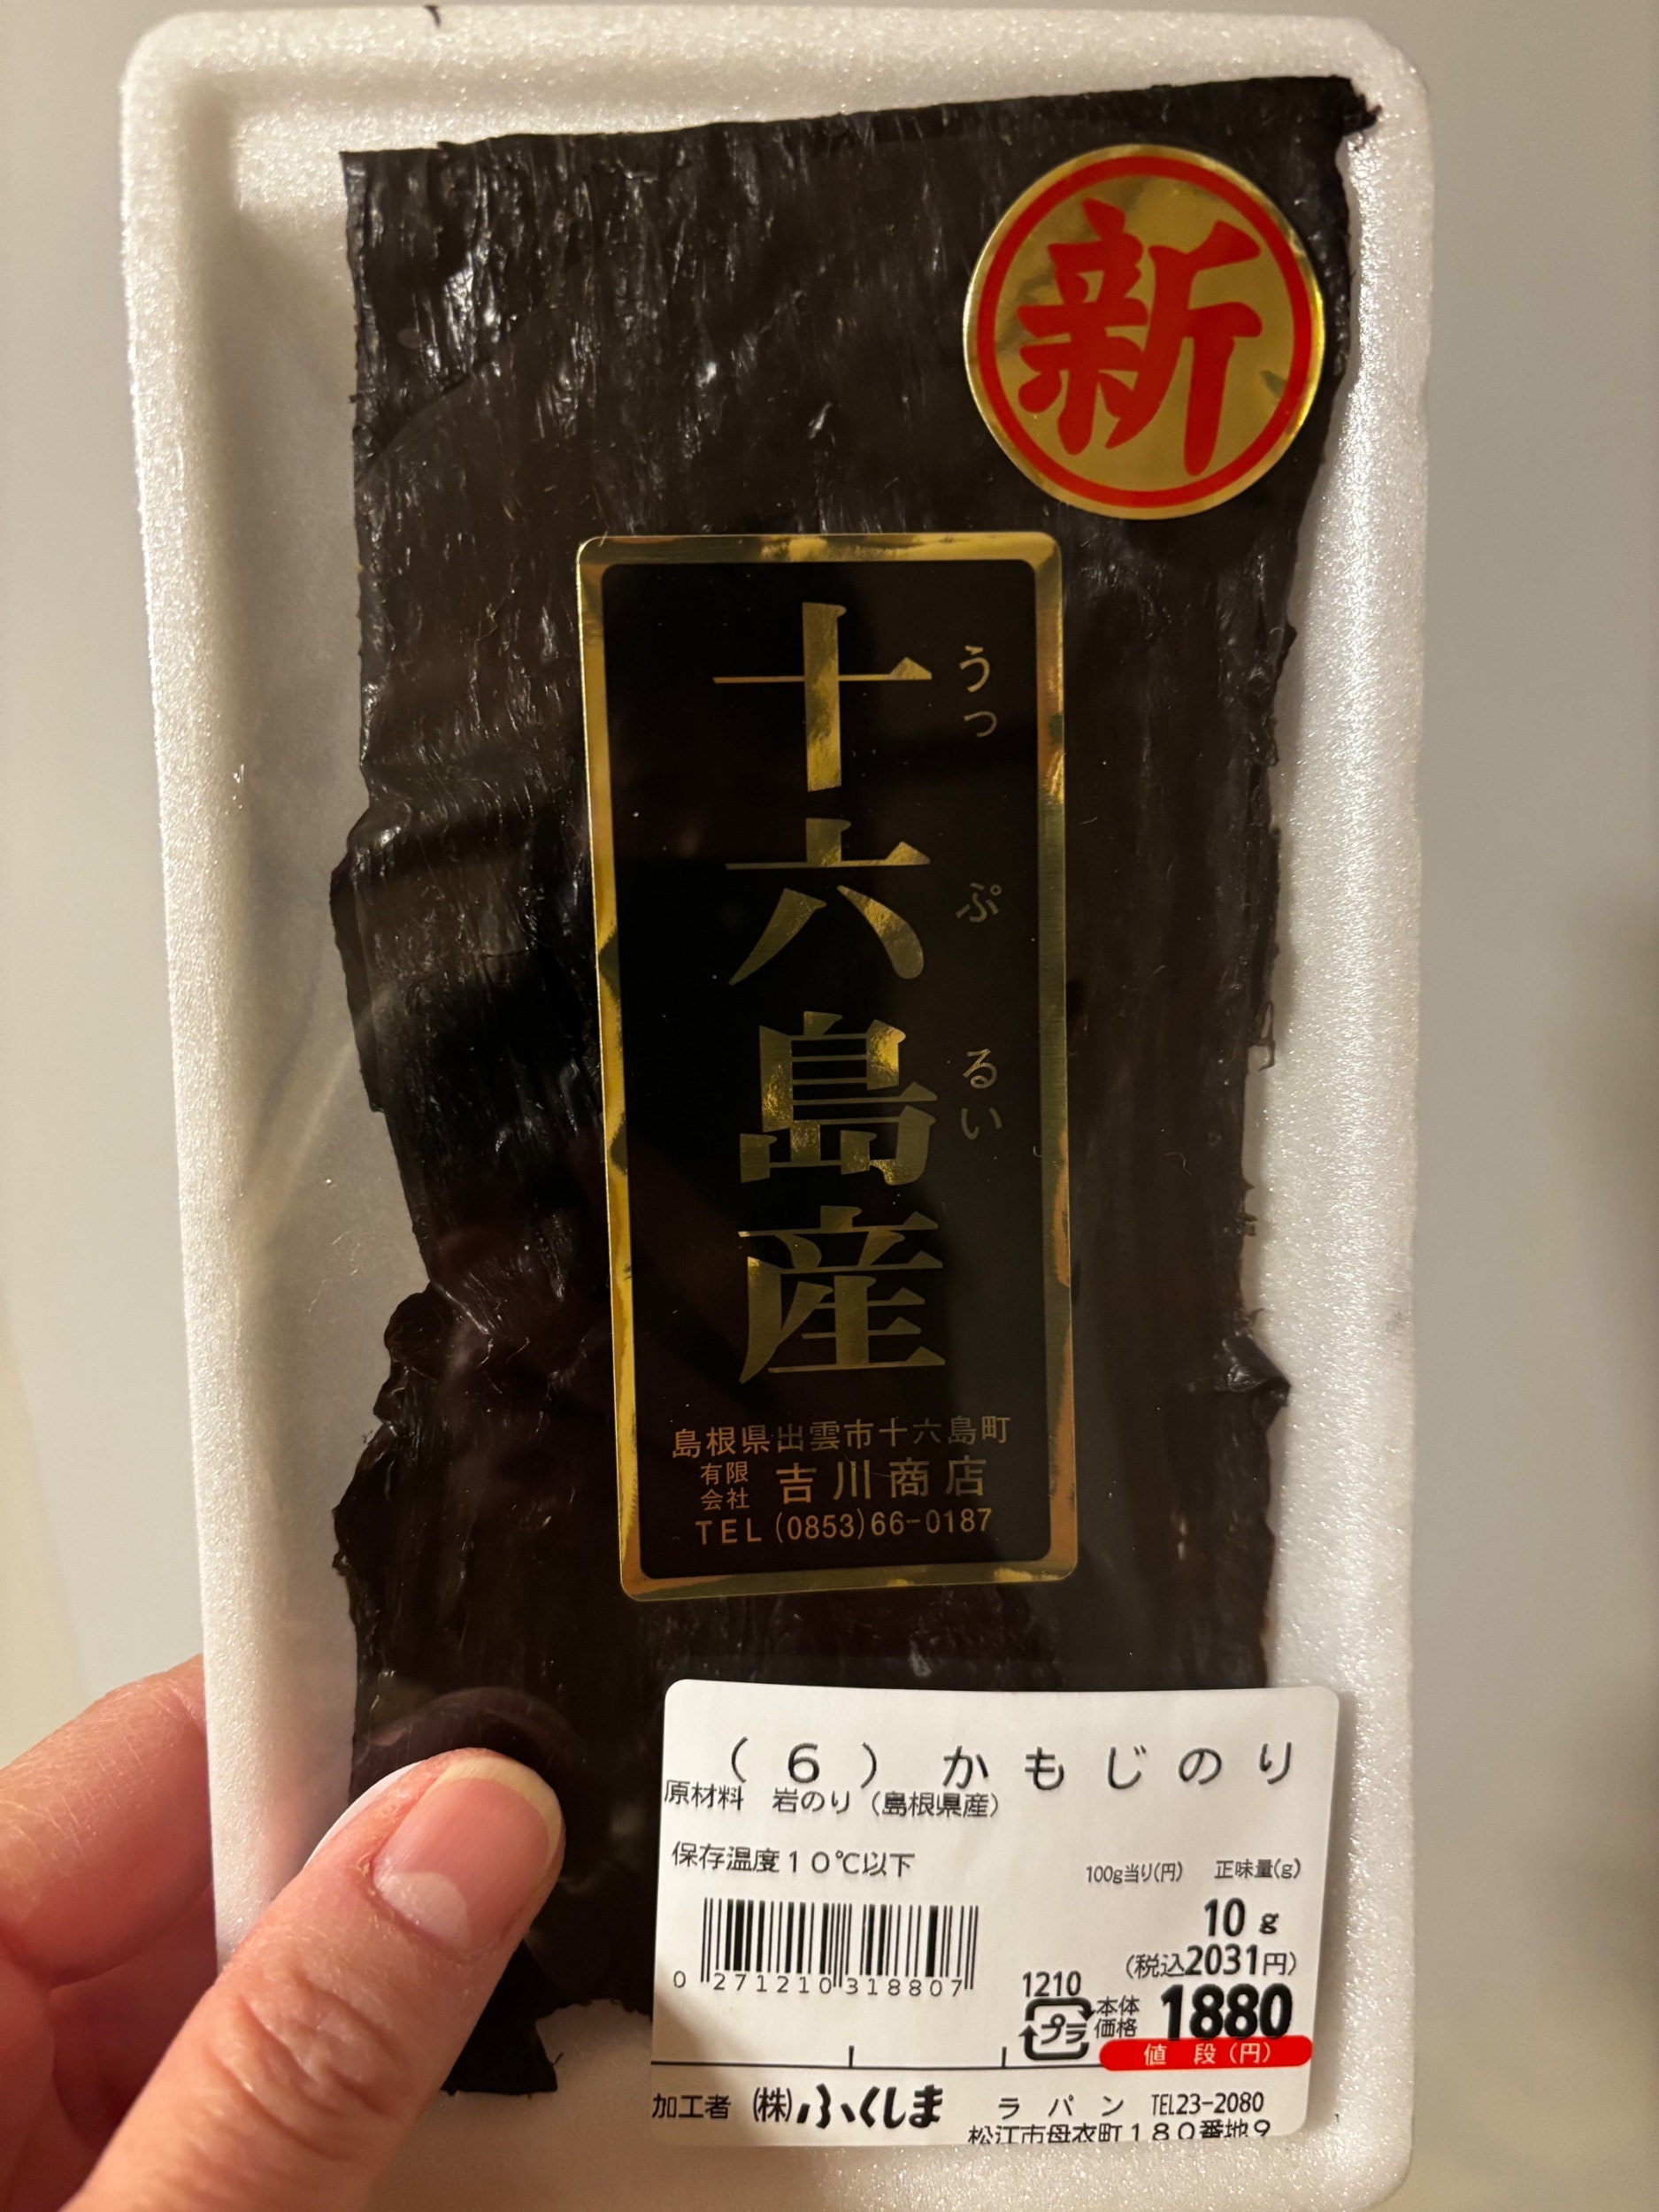 新
十六島産
うっぷるい
島根県出雲市十六島町
有限会社 吉川商店
TEL(0853)66-0187
(6)かもじのり
原材料 岩のり(島根県産)
保存温度10℃以下
100g当り(円) 正味量(g)
10g
(税込2031円)
0 271210 318807
1210
プラ
本体価格 1880
値段(円)
加工者 (株)ふくしま ラパン TEL23-2080
松江市母衣町180番地9